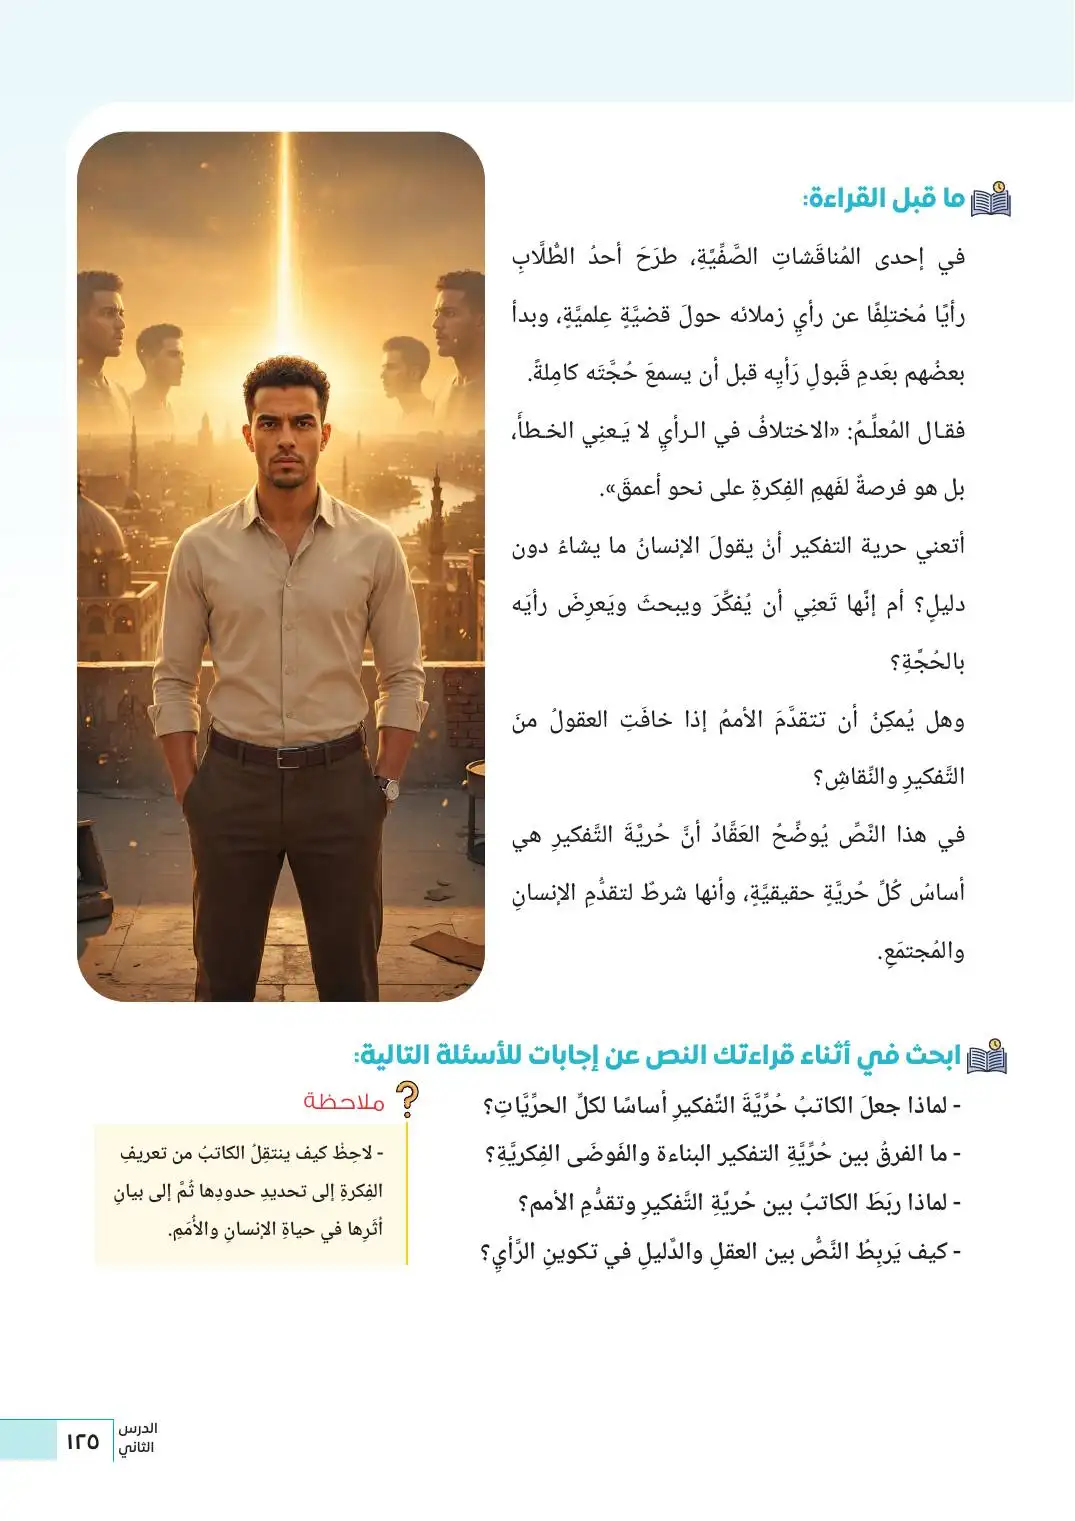 ما قبل القراءة:
في إحدى المُناقَشاتِ الصَّفِّيَّةِ، طرَحَ أحدُ الطُّلَّابِ
رأيًا مُختلِفًا عن رأيِ زملائه حولَ قضيَّةٍ عِلميَّةٍ، وبدأ
بعضُهم بعَدمِ قَبولِ رَأيِه قبل أن يسمعَ حُجَّتَه كامِلةً.
فقال المُعلِّمُ: «الاختلافُ في الرأيِ لا يَعنِي الخطأَ،
بل هو فرصةٌ لفَهمِ الفِكرةِ على نحو أعمقَ».
أتعني حرية التفكير أنْ يقولَ الإنسانُ ما يشاءُ دون
دليلٍ؟ أم إنَّها تَعنِي أن يُفكِّرَ ويبحثَ ويَعرِضَ رأيَه
بالحُجَّةِ؟
وهل يُمكِنُ أن تتقدَّمَ الأممُ إذا خافَتِ العقولُ منَ
التَّفكيرِ والنِّقاشِ؟
في هذا النَّصِّ يُوضِّحُ العَقَّادُ أنَّ حُريَّةَ التَّفكيرِ هي
أساسُ كُلِّ حُريَّةٍ حقيقيَّةٍ، وأنها شرطٌ لتقدُّمِ الإنسانِ
والمُجتمَعِ.
ابحث في أثناء قراءتك النص عن إجابات للأسئلة التالية:
- لماذا جعلَ الكاتبُ حُرِّيَّةَ التَّفكيرِ أساسًا لكلِّ الحرِّيَّاتِ؟
- ما الفرقُ بين حُرِّيَّةِ التفكير البناءة والفَوضَى الفِكريَّةِ؟
- لماذا ربَطَ الكاتبُ بين حُريَّةِ التَّفكيرِ وتقدُّمِ الأمم؟
- كيف يَربِطُ النَّصُّ بين العقلِ والدَّليلِ في تكوينِ الرَّأيِ؟
ملاحظة
- لاحِظْ كيف ينتقِلُ الكاتبُ من تعريفِ
الفِكرةِ إلى تحديدِ حدودِها ثُمَّ إلى بيانِ
أثَرِها في حياةِ الإنسانِ والأُمَمِ.
الدرس
الثاني
١٢٥